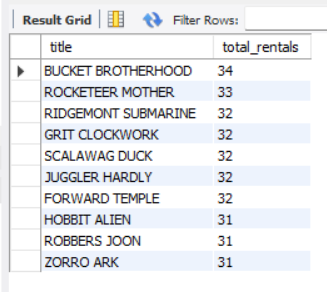 Result Grid Filter Rows:
title total_rentals
BUCKET BROTHERHOOD 34
ROCKETEER MOTHER 33
RIDGEMONT SUBMARINE 32
GRIT CLOCKWORK 32
SCALAWAG DUCK 32
JUGGLER HARDLY 32
FORWARD TEMPLE 32
HOBBIT ALIEN 31
ROBBERS JOON 31
ZORRO ARK 31